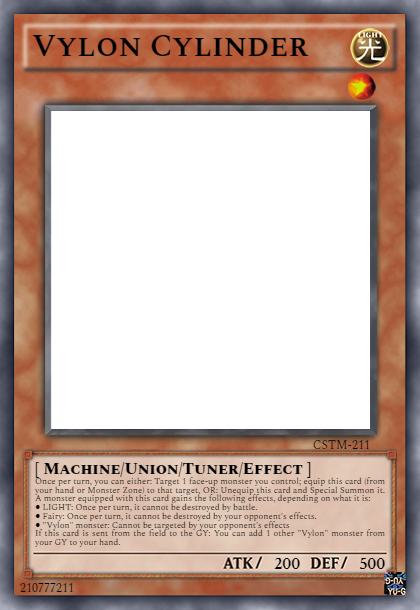 VYLON CYLINDER
LIGHT
光
CSTM-211
[ MACHINE/UNION/TUNER/EFFECT ]
Once per turn, you can either: Target 1 face-up monster you control; equip this card (from
your hand or Monster Zone) to that target, OR: Unequip this card and Special Summon it.
A monster equipped with this card gains the following effects, depending on what it is:
● LIGHT: Once per turn, it cannot be destroyed by battle.
● Fairy: Once per turn, it cannot be destroyed by your opponent's effects.
● "Vylon" monster: Cannot be targeted by your opponent's effects
If this card is sent from the field to the GY: You can add 1 other "Vylon" monster from
your GY to your hand.
ATK/ 200 DEF/ 500
210777211
YU-G